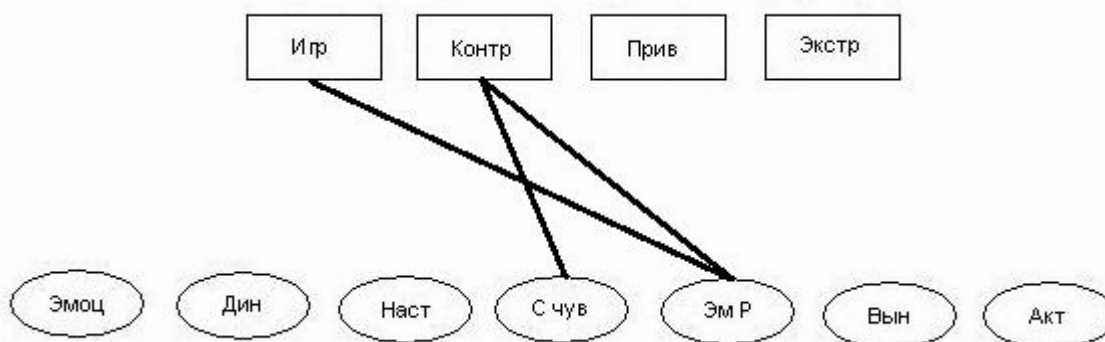 Игр
Контр
Прив
Экстр
Эмоц
Дин
Наст
С чув
Эм Р
Вын
Акт